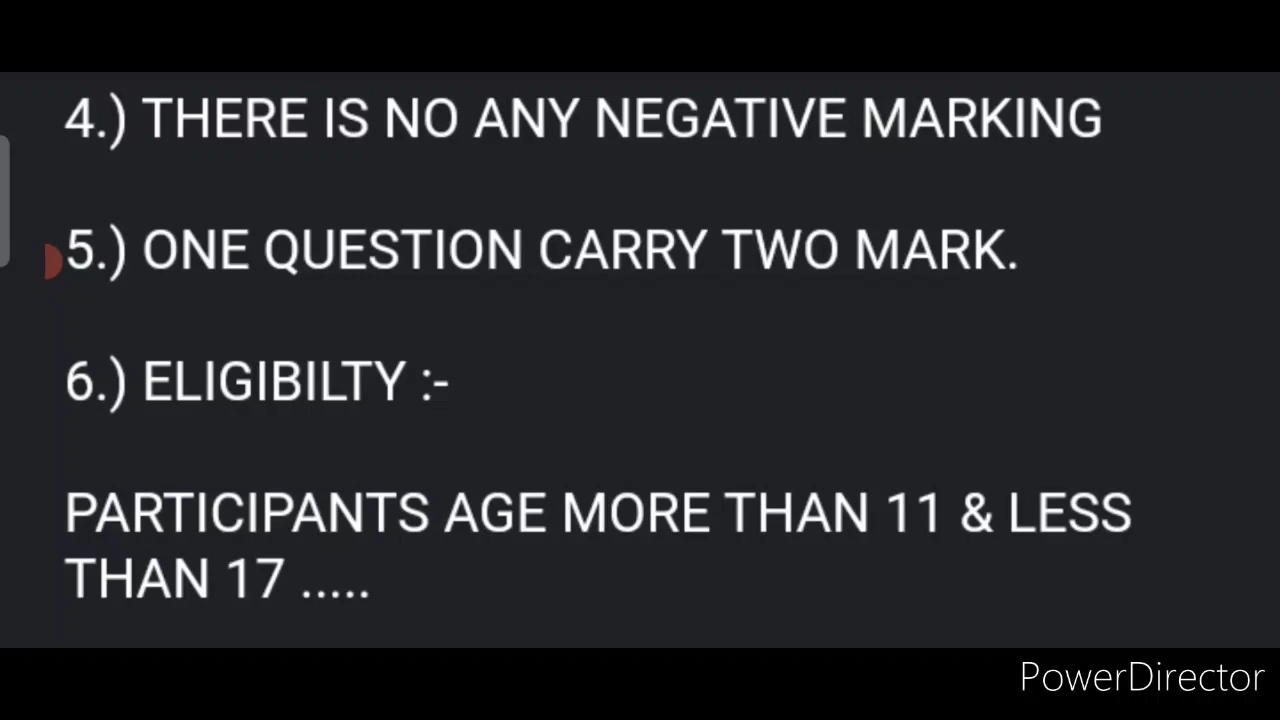 4.) THERE IS NO ANY NEGATIVE MARKING
5.) ONE QUESTION CARRY TWO MARK.
6.) ELIGIBILTY :-
PARTICIPANTS AGE MORE THAN 11 & LESS
THAN 17 .....
PowerDirector